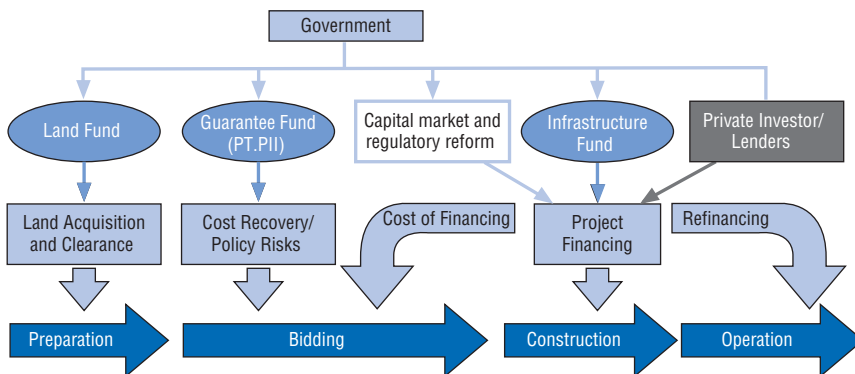 Government
Land Fund
Guarantee Fund
(PT.PII)
Capital market and
regulatory reform
Infrastructure
Fund
Private Investor/
Lenders
Land Acquisition
and Clearance
Cost Recovery/
Policy Risks
Cost of Financing
Project
Financing
Refinancing
Preparation
Bidding
Construction
Operation